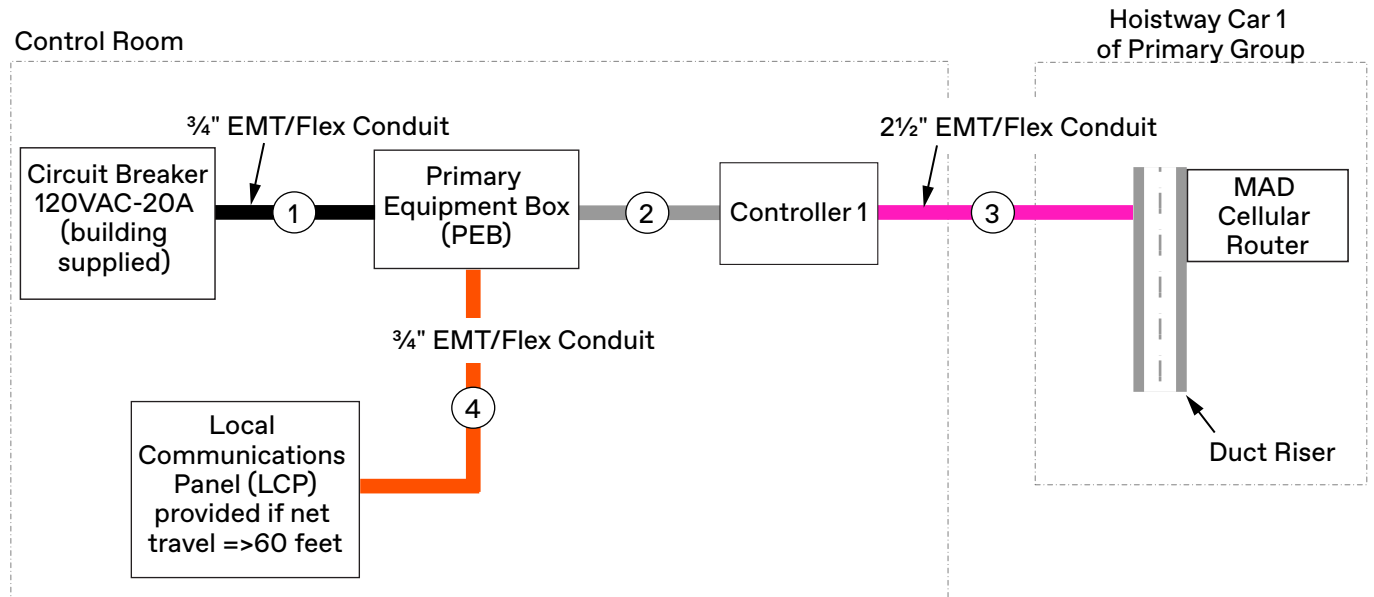 Control Room
Hoistway Car 1
of Primary Group
¾" EMT/Flex Conduit
2½" EMT/Flex Conduit
Circuit Breaker
120VAC-20A
(building
supplied)
1
Primary
Equipment Box
(PEB)
2
Controller 1
3
MAD
Cellular
Router
¾" EMT/Flex Conduit
4
Local
Communications
Panel (LCP)
provided if net
travel =>60 feet
Duct Riser